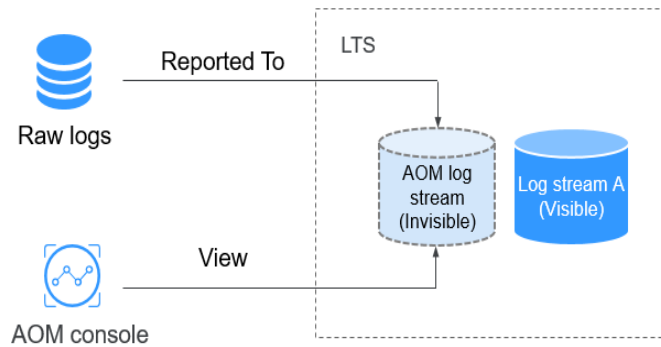 Reported To
LTS
Raw logs
AOM log
stream
(Invisible)
Log stream A
(Visible)
View
AOM console